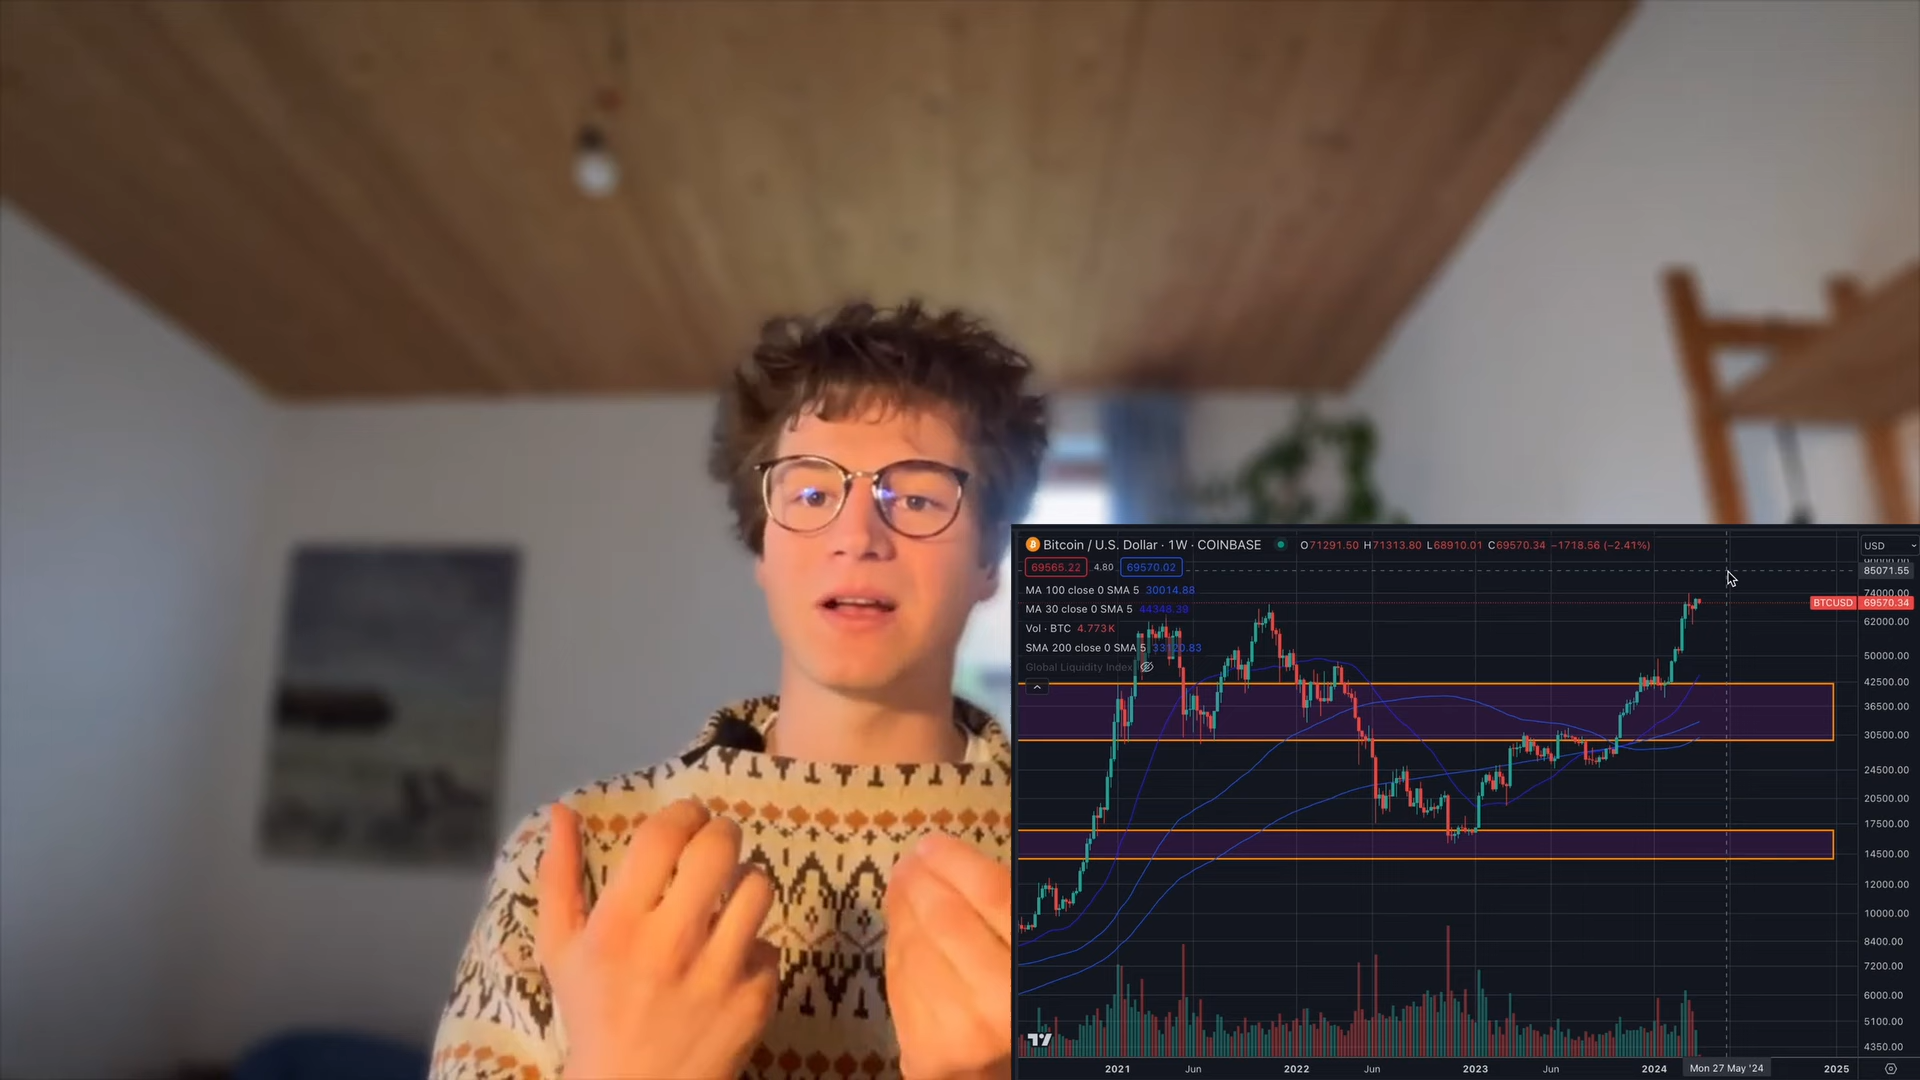 Bitcoin / U.S. Dollar · 1W · COINBASE O71291.50 H71313.80 L68910.01 C69570.34 −1718.56 (−2.41%) USD
69565.22 4.80 69570.02
MA 100 close 0 SMA 5 30014.88
MA 30 close 0 SMA 5 44348.39
Vol · BTC 4.773K
SMA 200 close 0 SMA 5
Global Liquidity Index
85071.55
74000.00
BTCUSD 69570.34
62000.00
50000.00
42500.00
36500.00
30500.00
24500.00
20500.00
17500.00
14500.00
12000.00
10000.00
8400.00
7200.00
6000.00
5100.00
4350.00
2021 Jun 2022 Jun 2023 Jun 2024 Mon 27 May '24 2025